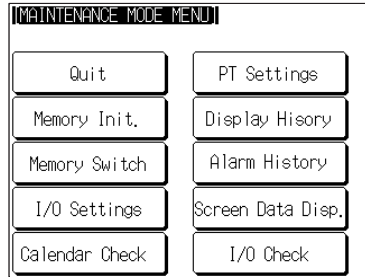 [MAINTENANCE MODE MENU]
Quit
PT Settings
Memory Init.
Display Hisory
Memory Switch
Alarm History
I/O Settings
Screen Data Disp.
Calendar Check
I/O Check